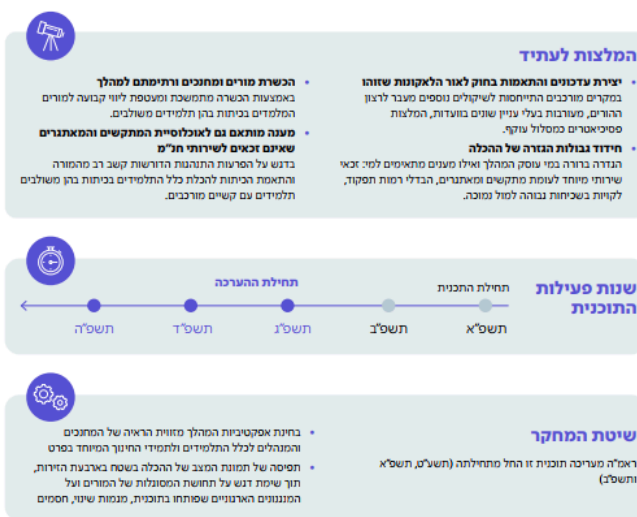 המלצות לעתיד
• יצירת עדכונים והתאמות בחוק לאור הלאקונות שזוהו
במקרים מורכבים התייחסות לשיקולים נוספים מעבר לרצון
ההורים, מעורבות בעלי עניין שונים בוועדות, המלצות
פסיכיאטרים כמסלול עוקף.
• חידוד גבולות הגזרה של ההכלה
הגדרה ברורה במי עוסק המהלך ואילו מענים מתאימים למי: זכאי
שירותי מיוחד לעומת מתקשים ומאתגרים, הבדלי רמות תפקוד,
לקויות בשכיחות גבוהה למול נמוכה.
• הכשרת מורים ומחנכים ורתימתם למהלך
באמצעות הכשרה מתמשכת ומעטפת ליווי קבועה למורים
המלמדים בכיתות בהן תלמידים משולבים.
• מענה מותאם גם לאוכלוסיית המתקשים והמאתגרים
שאינם זכאים לשירותי חנ"מ
בדגש על הפרעות התנהגות הדורשות קשב רב מהמורה
והתאמת הכיתות להכלת כלל התלמידים בכיתות בהן משולבים
תלמידים עם קשיים מורכבים.
שנות פעילות
התוכנית
תחילת התכנית
תחילת ההערכה
תשפ"א
תשפ"ב
תשפ"ג
תשפ"ד
תשפ"ה
שיטת המחקר
ראמ"ה מעריכה תוכנית זו החל מתחילתה (תשע"ט, תשפ"א
ותשפ"ב)
• בחינת אפקטיביות המהלך מזווית הראיה של המחנכים
והמנהלים לכלל התלמידים ולתמידי החינוך המיוחד בפרט
• תפיסה של תמונת המצב של ההכלה בשטח בארבעת הזירות,
תוך שימת דגש על תחושת המסוגלות של המורים ועל
המנגנונים הארגוניים שפותחו בתוכנית, מגמות שינוי, חסמים